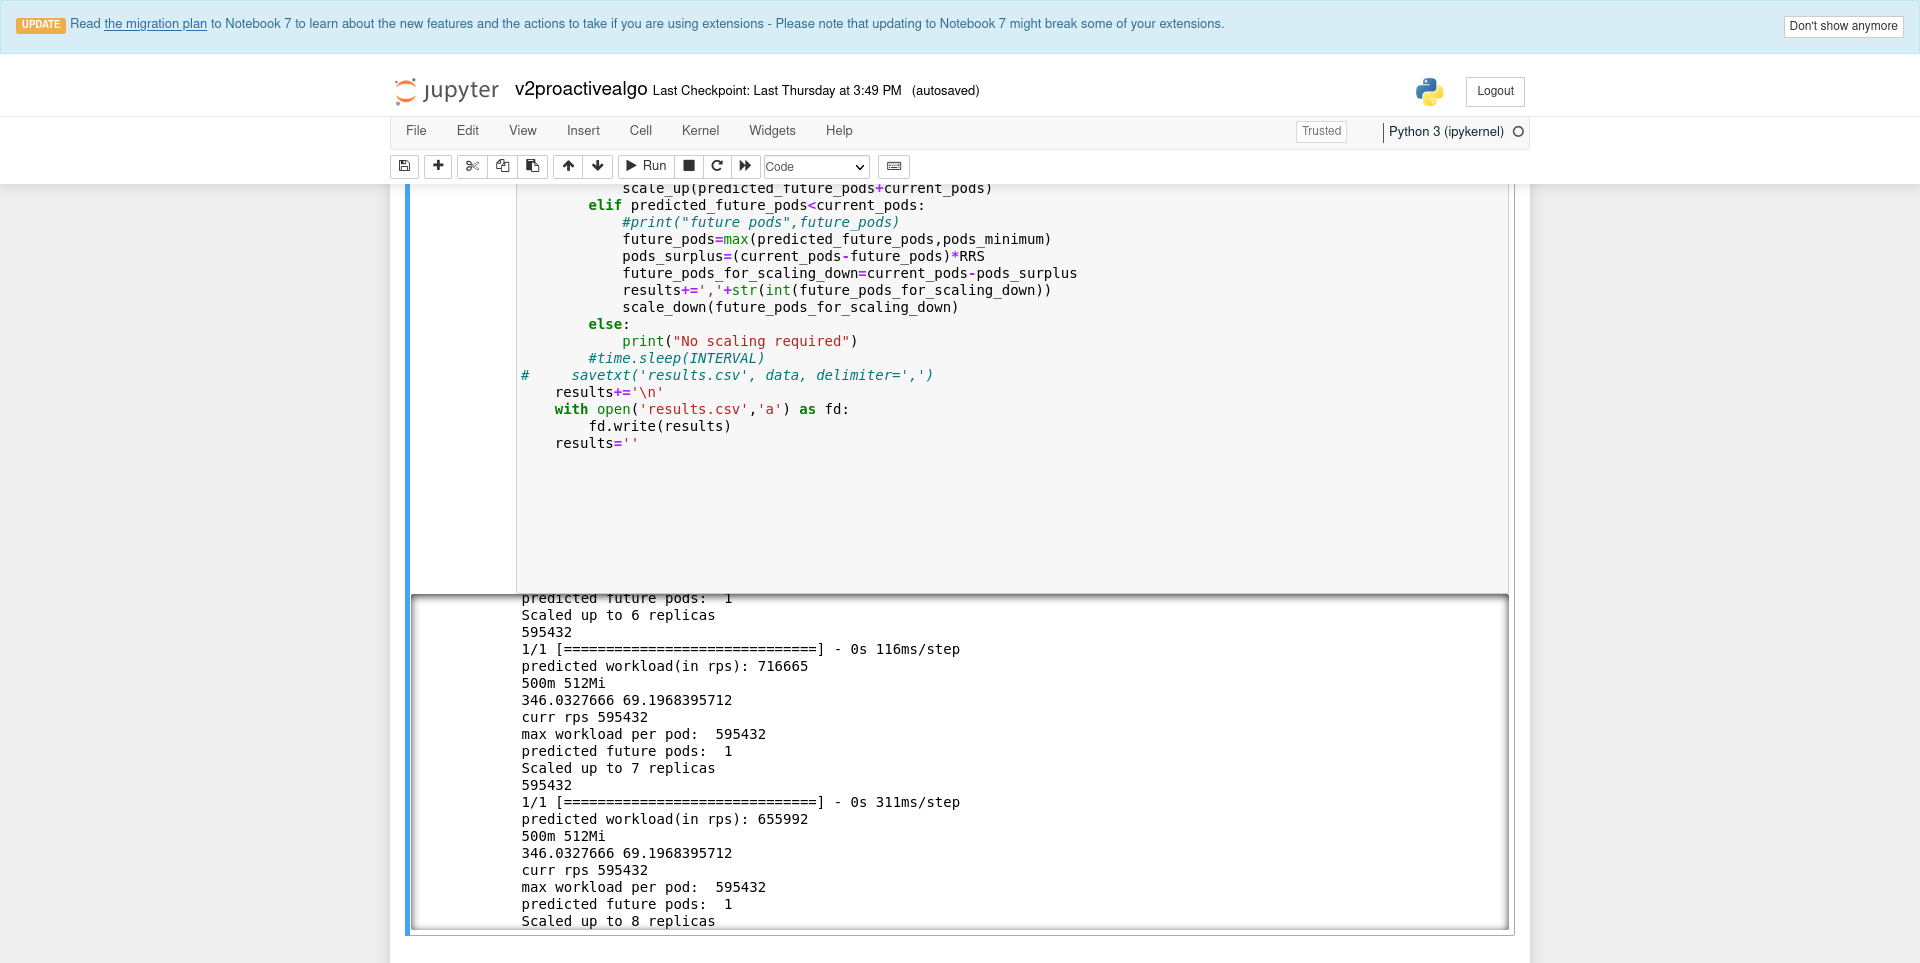 UPDATE Read the migration plan to Notebook 7 to learn about the new features and the actions to take if you are using extensions - Please note that updating to Notebook 7 might break some of your extensions.
Don't show anymore
jupyter v2proactivealgo Last Checkpoint: Last Thursday at 3:49 PM (autosaved)
Logout
File Edit View Insert Cell Kernel Widgets Help
Trusted
Python 3 (ipykernel)
Run
Code
            scale_up(predicted_future_pods+current_pods)
        elif predicted_future_pods<current_pods:
            #print("future pods",future_pods)
            future_pods=max(predicted_future_pods,pods_minimum)
            pods_surplus=(current_pods-future_pods)*RRS
            future_pods_for_scaling_down=current_pods-pods_surplus
            results+=','+str(int(future_pods_for_scaling_down))
            scale_down(future_pods_for_scaling_down)
        else:
            print("No scaling required")
        #time.sleep(INTERVAL)
#     savetxt('results.csv', data, delimiter=',')
    results+='\n'
    with open('results.csv','a') as fd:
        fd.write(results)
    results=''
predicted future pods:  1
Scaled up to 6 replicas
595432
1/1 [==============================] - 0s 116ms/step
predicted workload(in rps): 716665
500m 512Mi
346.0327666 69.1968395712
curr rps 595432
max workload per pod:  595432
predicted future pods:  1
Scaled up to 7 replicas
595432
1/1 [==============================] - 0s 311ms/step
predicted workload(in rps): 655992
500m 512Mi
346.0327666 69.1968395712
curr rps 595432
max workload per pod:  595432
predicted future pods:  1
Scaled up to 8 replicas